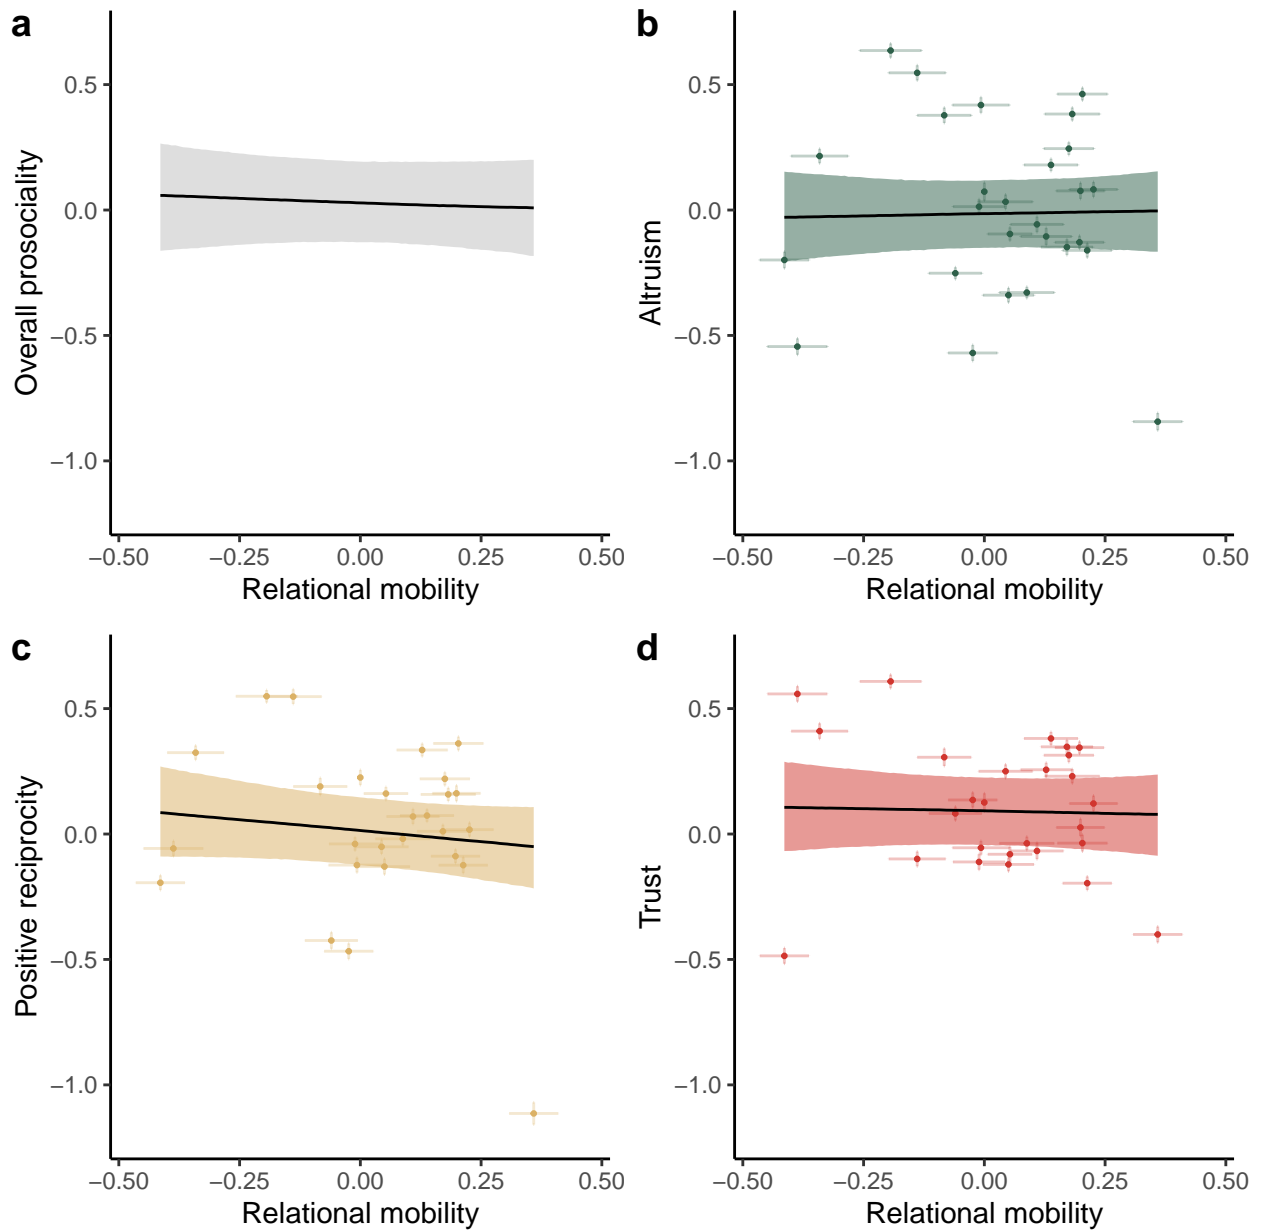 a
0.5
0.0
−0.5
−1.0
Overall prosociality
−0.50 −0.25 0.00 0.25 0.50
Relational mobility
b
0.5
0.0
−0.5
−1.0
Altruism
−0.50 −0.25 0.00 0.25 0.50
Relational mobility
c
0.5
0.0
−0.5
−1.0
Positive reciprocity
−0.50 −0.25 0.00 0.25 0.50
Relational mobility
d
0.5
0.0
−0.5
−1.0
Trust
−0.50 −0.25 0.00 0.25 0.50
Relational mobility